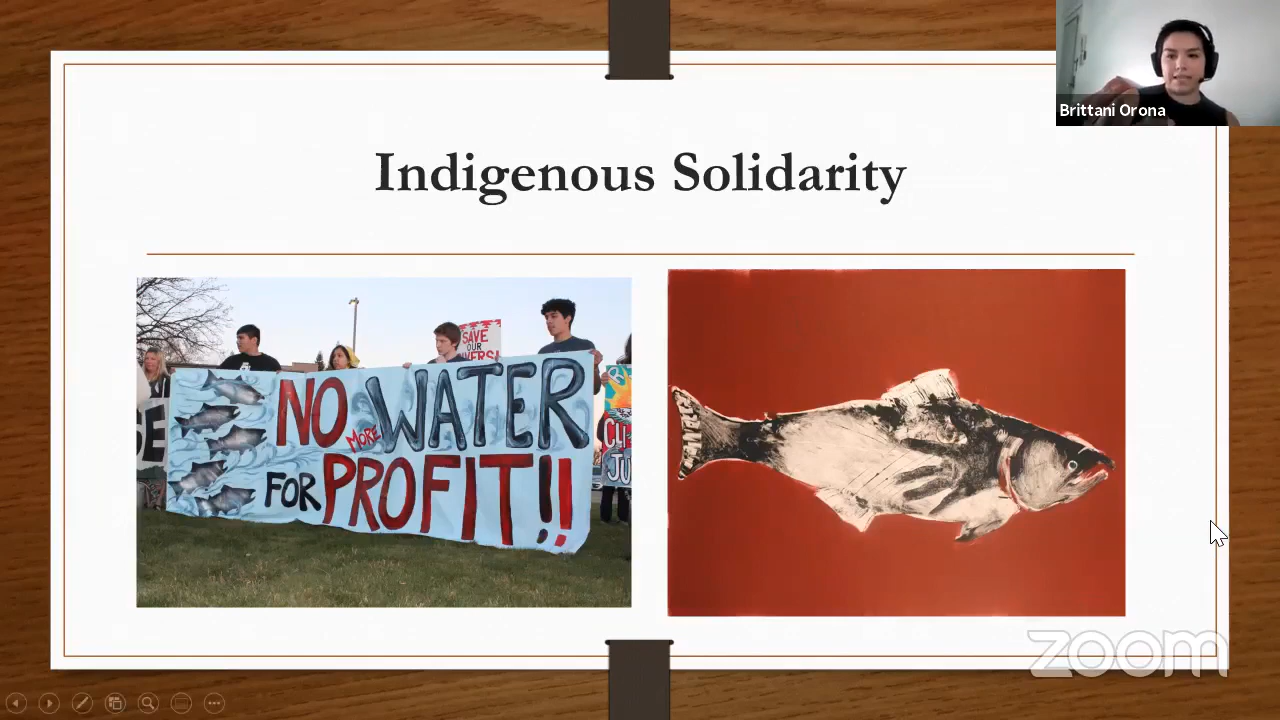 Brittani Orona
Indigenous Solidarity
SAVE
OUR
NO MORE WATER
FOR PROFIT!!
zoom